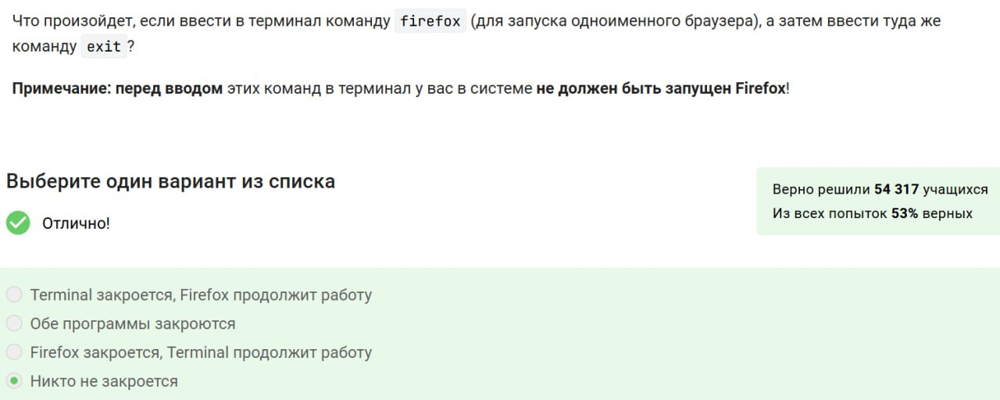 Что произойдет, если ввести в терминал команду firefox (для запуска одноименного браузера), а затем ввести туда же
команду exit?
Примечание: перед вводом этих команд в терминал у вас в системе не должен быть запущен Firefox!
Выберите один вариант из списка
Верно решили 54 317 учащихся
Из всех попыток 53% верных
Отлично!
Terminal закроется, Firefox продолжит работу
Обе программы закроются
Firefox закроется, Terminal продолжит работу
Никто не закроется